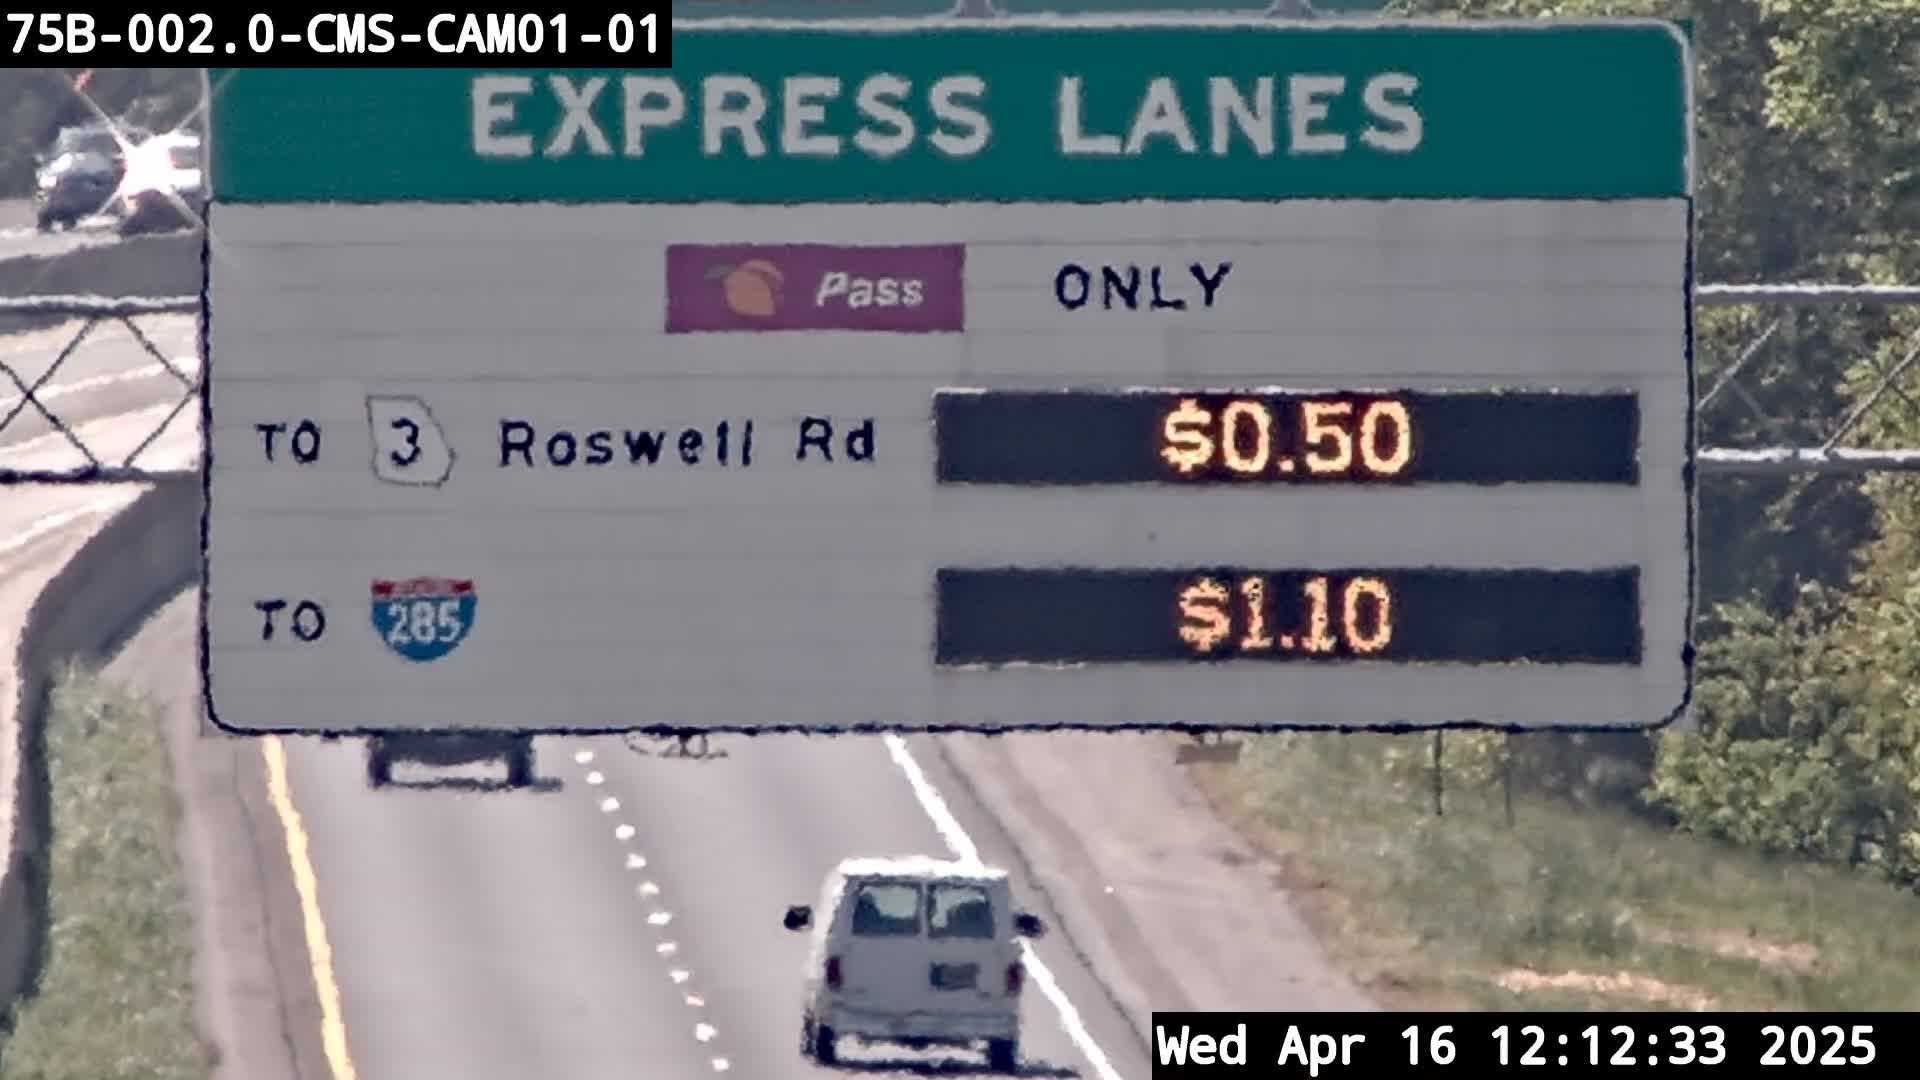 75B-002.0-CMS-CAM01-01
EXPRESS LANES
Pass ONLY
TO 3 Roswell Rd $0.50
TO 285 $1.10
Wed Apr 16 12:12:33 2025